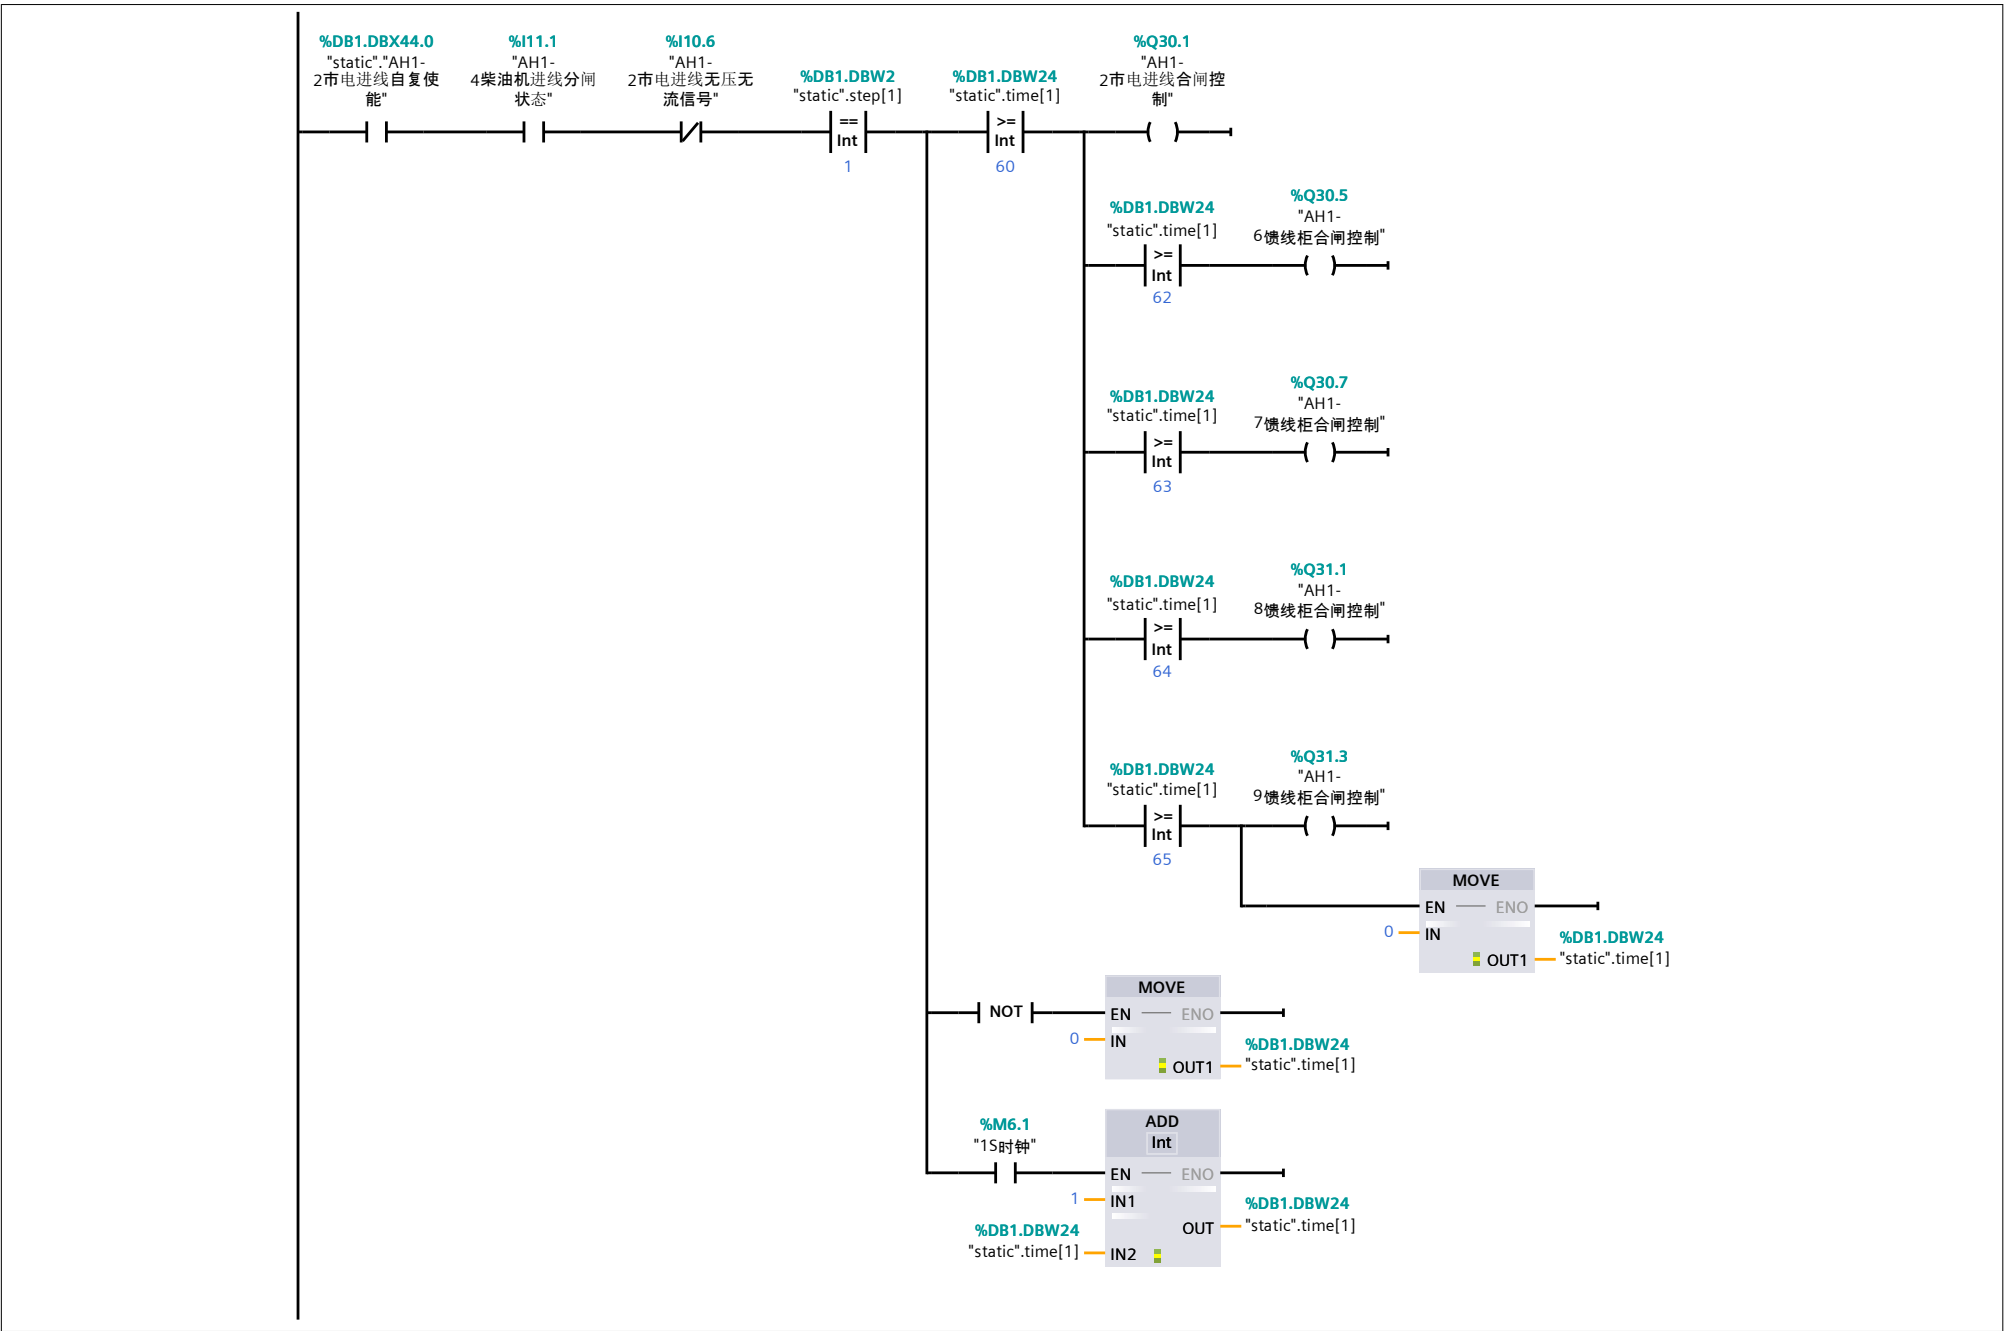 %DB1.DBX44.0
"static"."AH1-
2市电进线自复使
能"
%I11.1
"AH1-
4柴油机进线分闸
状态"
%I10.6
"AH1-
2市电进线无压无
流信号"
%DB1.DBW2
"static".step[1]
==
Int
1
%DB1.DBW24
"static".time[1]
>=
Int
60
%Q30.1
"AH1-
2市电进线合闸控
制"
%DB1.DBW24
"static".time[1]
>=
Int
62
%Q30.5
"AH1-
6馈线柜合闸控制"
%DB1.DBW24
"static".time[1]
>=
Int
63
%Q30.7
"AH1-
7馈线柜合闸控制"
%DB1.DBW24
"static".time[1]
>=
Int
64
%Q31.1
"AH1-
8馈线柜合闸控制"
%DB1.DBW24
"static".time[1]
>=
Int
65
%Q31.3
"AH1-
9馈线柜合闸控制"
MOVE
EN ENO
0 IN
OUT1
%DB1.DBW24
"static".time[1]
NOT
MOVE
EN ENO
0 IN
OUT1
%DB1.DBW24
"static".time[1]
%M6.1
"1S时钟"
ADD
Int
EN ENO
1 IN1
%DB1.DBW24
"static".time[1]
IN2
OUT
%DB1.DBW24
"static".time[1]